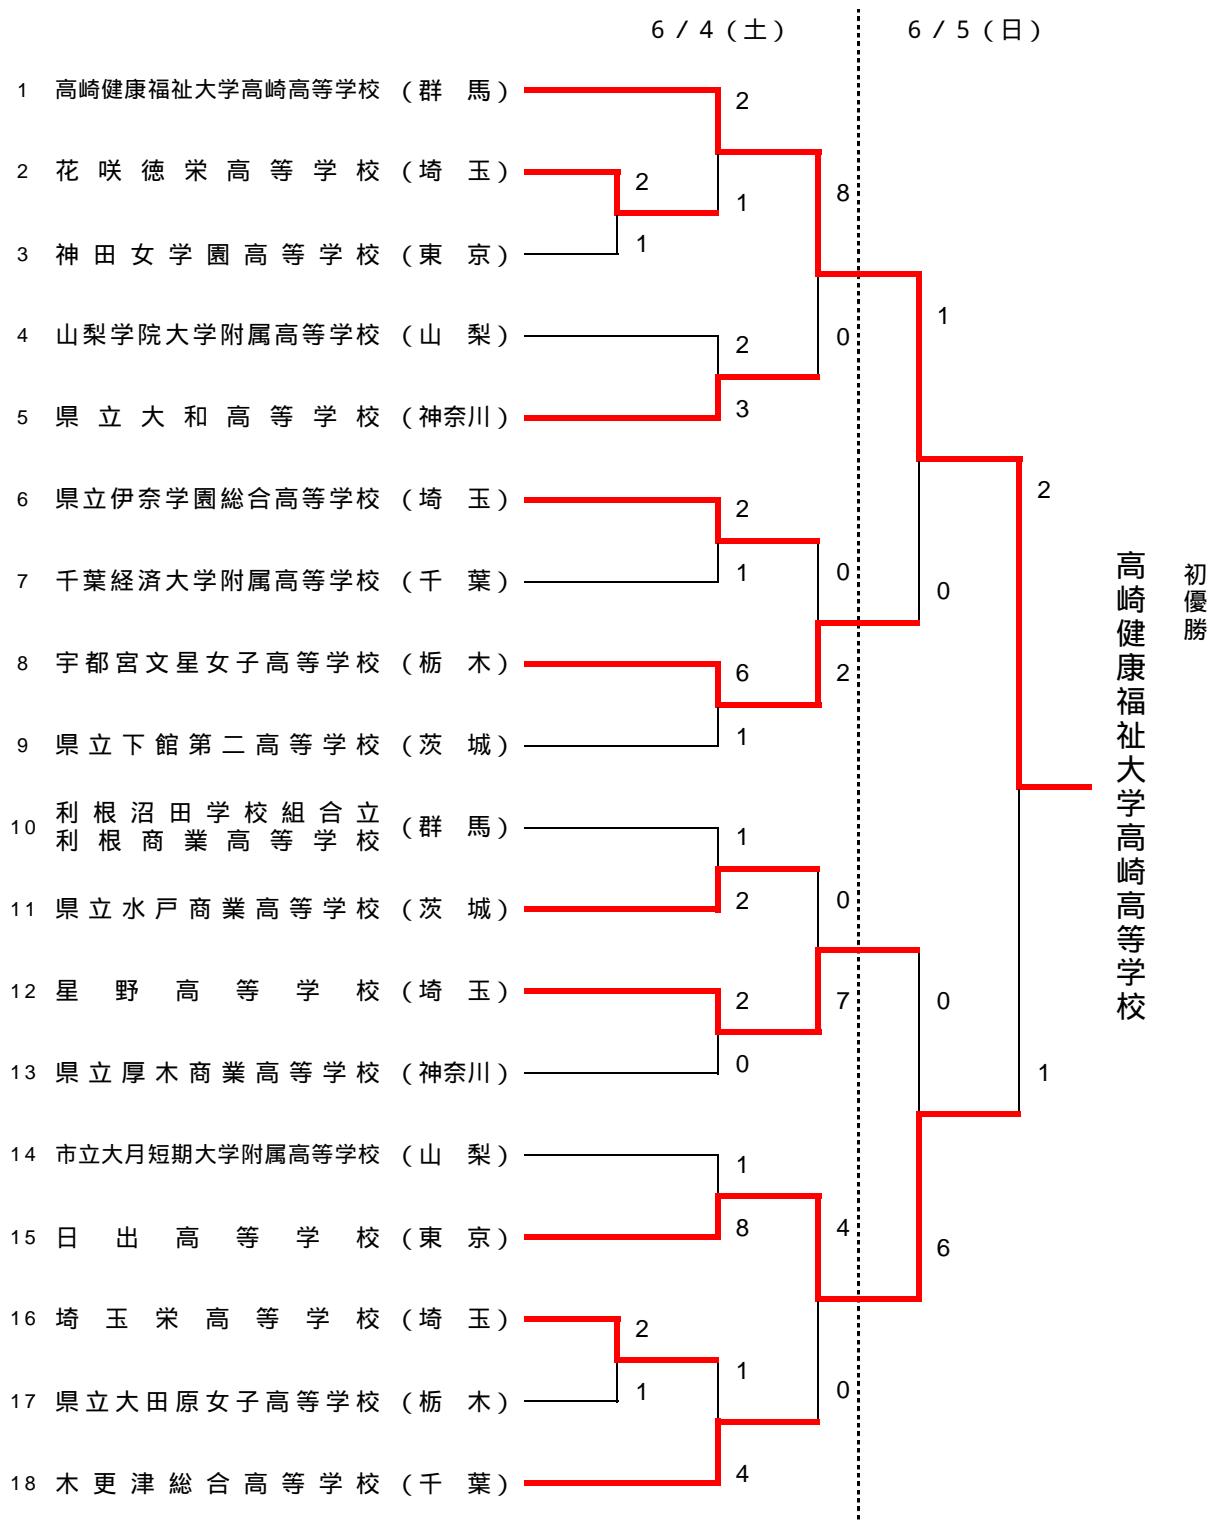 6/4(土)
6/5(日)
1 高崎健康福祉大学高崎高等学校 (群 馬)
2
2 花咲徳栄高等学校 (埼 玉)
2
1
8
3 神田女学園高等学校 (東 京)
1
4 山梨学院大学附属高等学校 (山 梨)
2
0
1
5 県立大和高等学校 (神奈川)
3
6 県立伊奈学園総合高等学校 (埼 玉)
2
2
7 千葉経済大学附属高等学校 (千 葉)
1
0
0
8 宇都宮文星女子高等学校 (栃 木)
6
2
9 県立下館第二高等学校 (茨 城)
1
初優勝
高崎健康福祉大学高崎高等学校
10 利根沼田学校組合立
利根商業高等学校 (群 馬)
1
11 県立水戸商業高等学校 (茨 城)
2
0
12 星野高等学校 (埼 玉)
2
7
0
13 県立厚木商業高等学校 (神奈川)
0
1
14 市立大月短期大学附属高等学校 (山 梨)
1
15 日出高等学校 (東 京)
8
4
6
16 埼玉栄高等学校 (埼 玉)
2
1
17 県立大田原女子高等学校 (栃 木)
1
0
18 木更津総合高等学校 (千 葉)
4